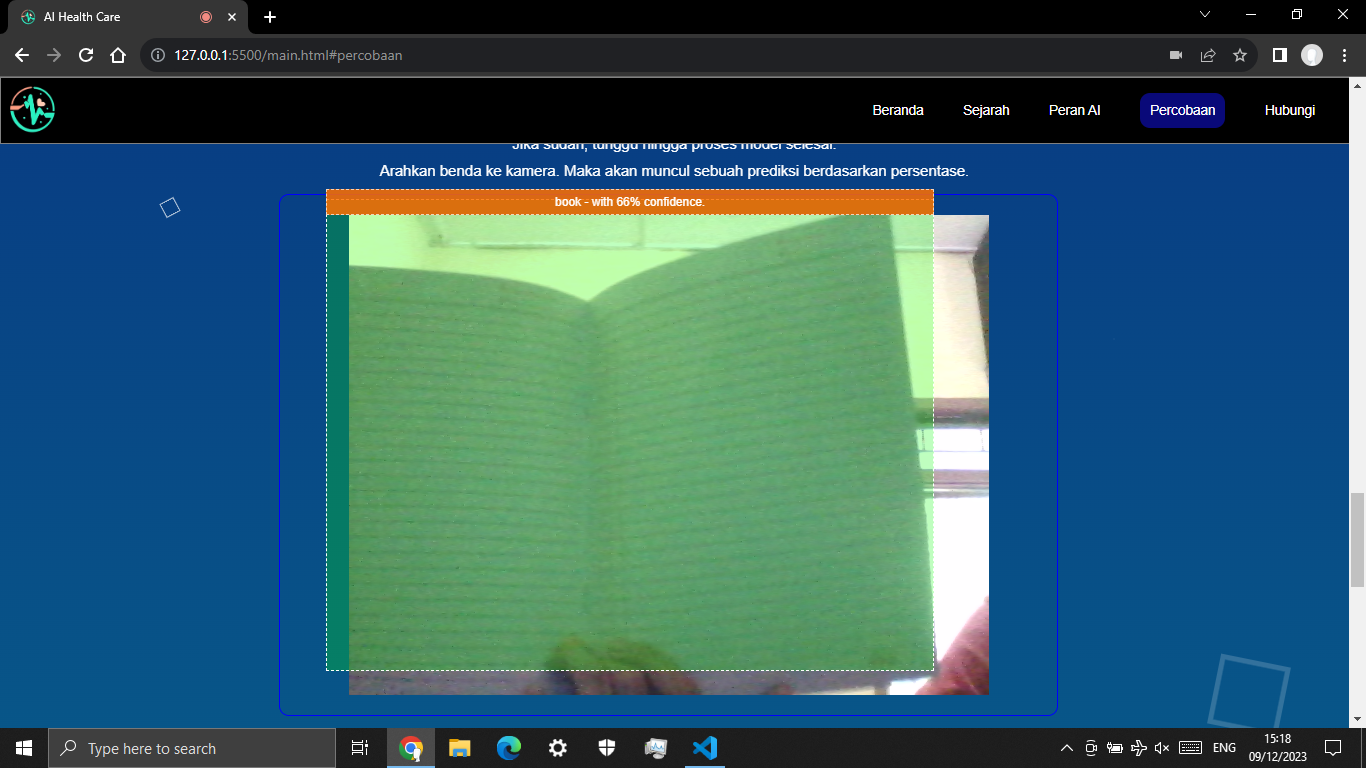 AI Health Care
127.0.0.1:5500/main.html#percobaan
Beranda Sejarah Peran AI Percobaan Hubungi
Jika sudah, tunggu hingga proses model selesai.
Arahkan benda ke kamera. Maka akan muncul sebuah prediksi berdasarkan persentase.
book - with 66% confidence.
Type here to search
ENG
15:18
09/12/2023